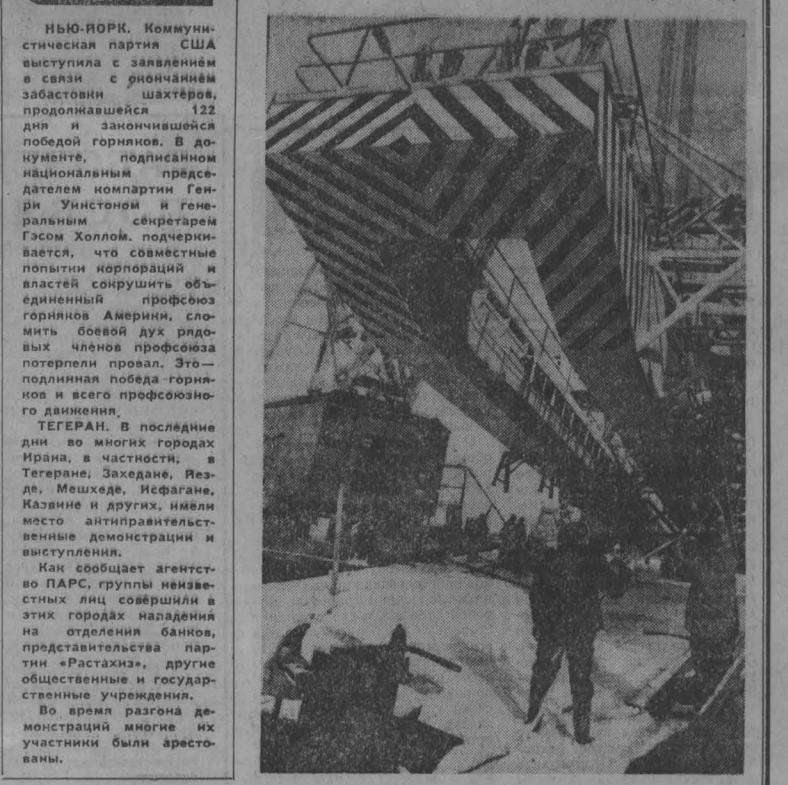 НЬЮ-ЙОРК. Коммуни-
стическая партия США
выступила с заявлением
в связи с окончанием
забастовки шахтеров,
продолжавшейся 122
дня и закончившейся
победой горняков. В до-
кументе, подписанном
национальным предсе-
дателем компартии Ген-
ри Уинстоном и гене-
ральным секретарем
Гэсом Холлом, подчерки-
вается, что совместные
попытки корпораций и
властей сокрушить объ-
единенный профсоюз
горняков Америки, сло-
мить боевой дух рядо-
вых членов профсоюза
потерпели провал. Это—
подлинная победа горня-
ков и всего профсоюзно-
го движения.
ТЕГЕРАН. В последние
дни во многих городах
Ирана, в частности, в
Тегеране, Захедане, Йез-
де, Мешхеде, Исфагане,
Казвине и других, имели
место антиправительст-
венные демонстрации и
выступления.
Как сообщает агентст-
во ПАРС, группы неизве-
стных лиц совершили в
этих городах нападения
на отделения банков,
представительства пар-
тии «Растахиз», другие
общественные и государ-
ственные учреждения.
Во время разгона де-
монстраций многие их
участники были аресто-
ваны.